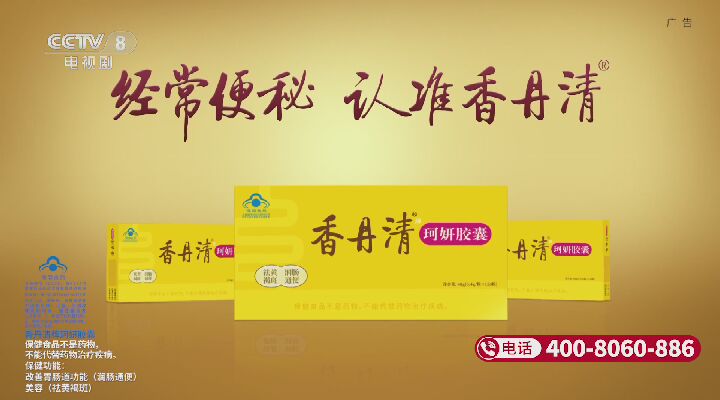 CCTV 8
电视剧
广告
经常便秘 认准香丹清®
香丹清 珂妍胶囊
祛黄 润肠
褐斑 通便
保健食品不是药物,不能代替药物治疗疾病。
香丹清 珂妍
香丹清 珂妍胶囊
香丹清牌珂妍胶囊
保健食品不是药物,
不能代替药物治疗疾病。
保健功能:
改善胃肠道功能(润肠通便)
美容(祛黄褐斑)
电话 400-8060-886